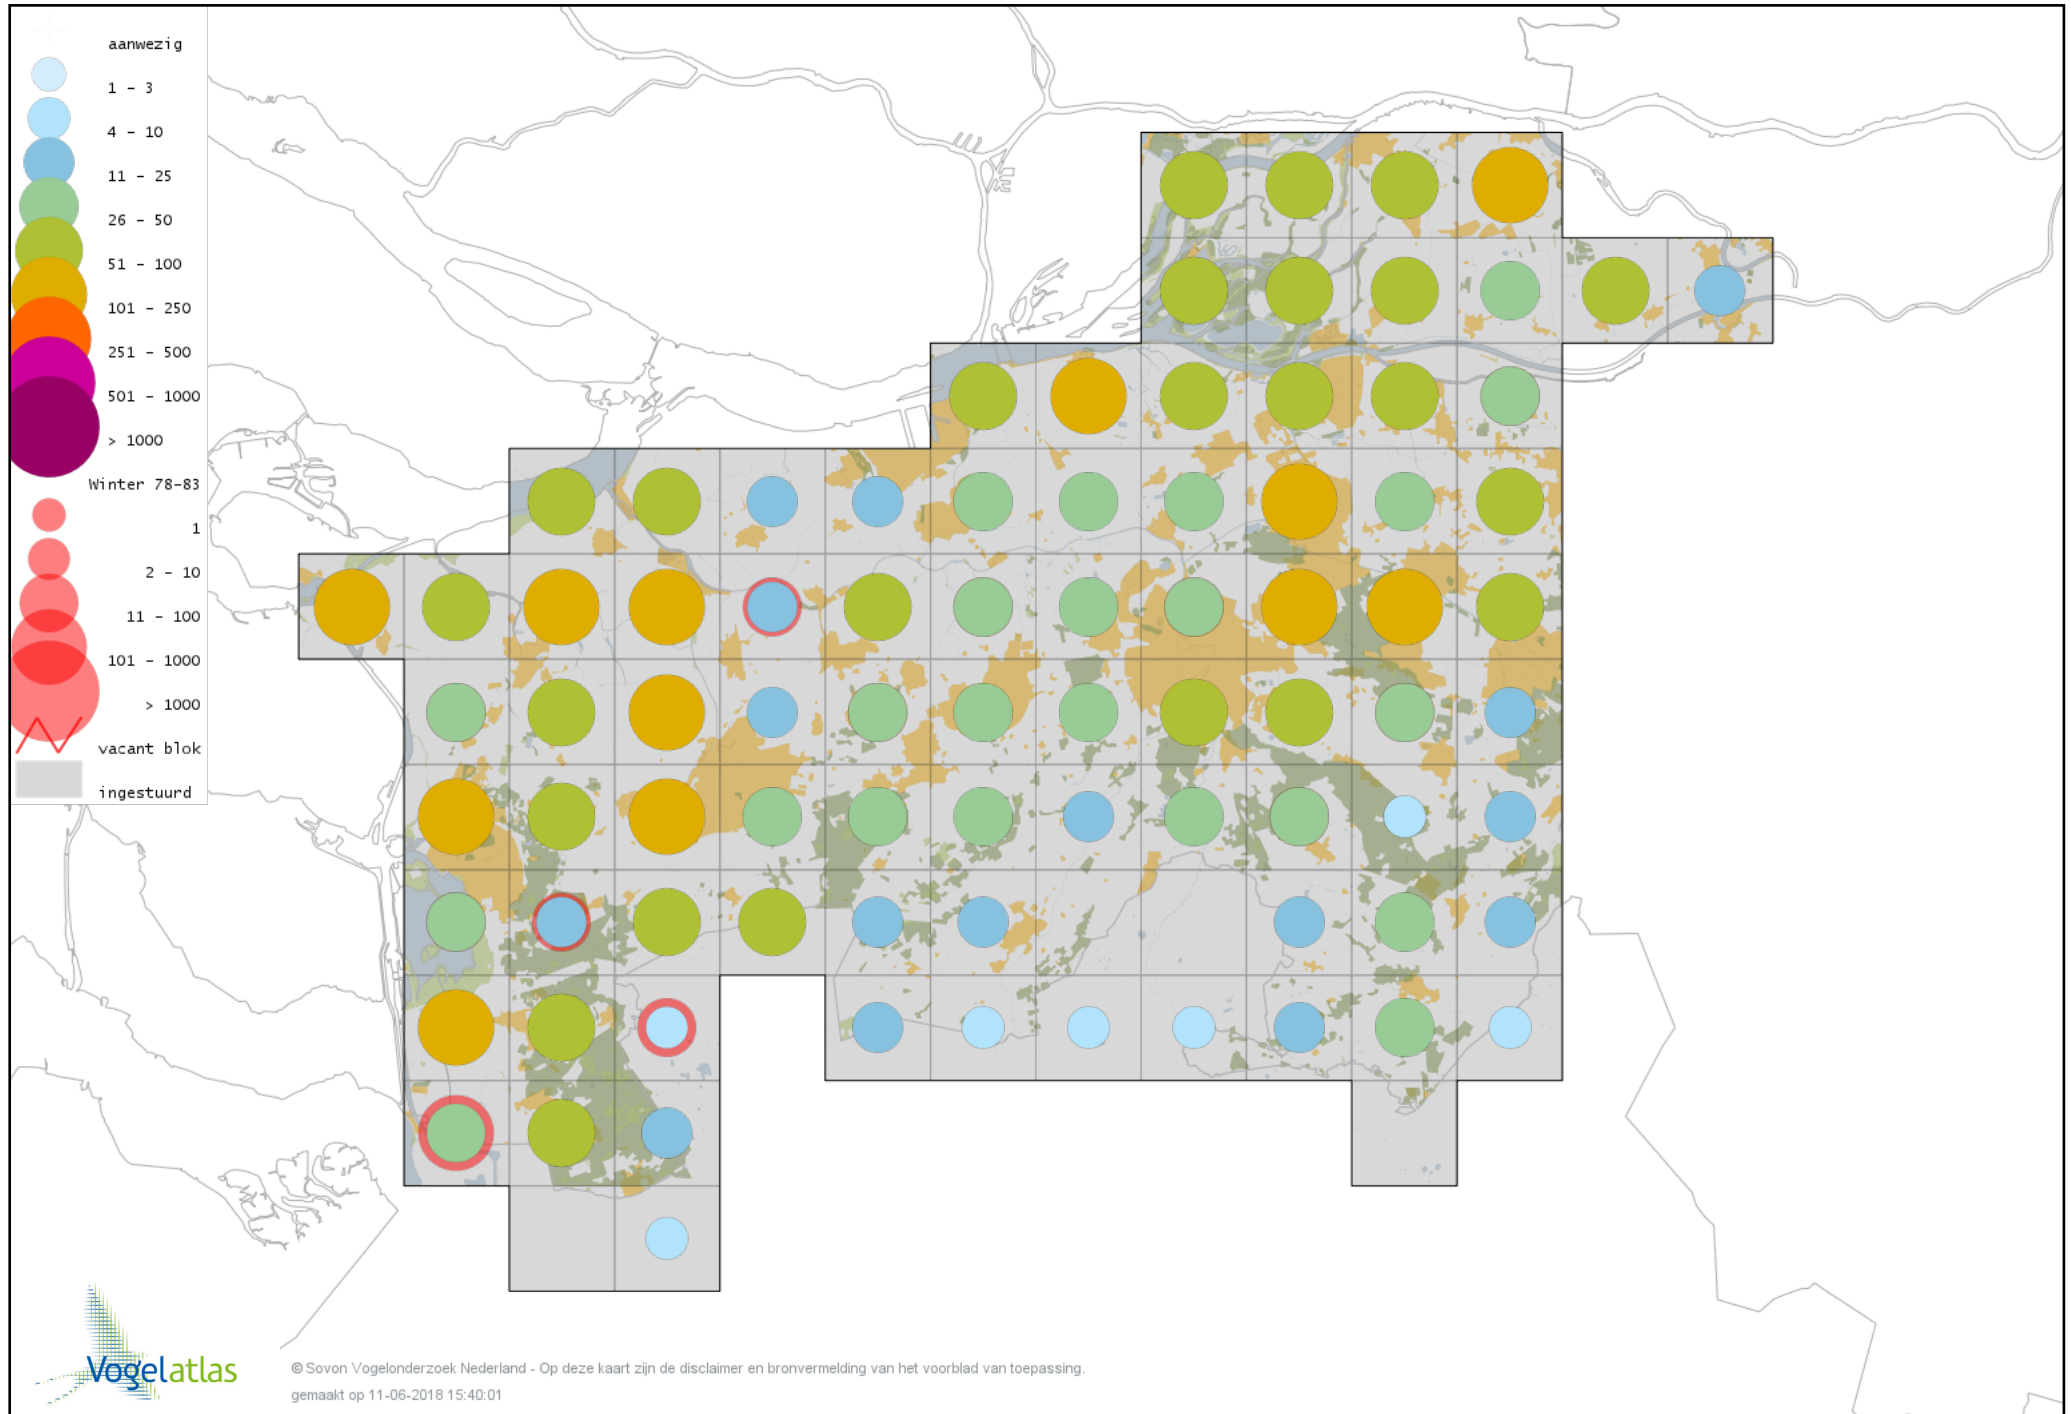 aanwezig
1 - 3
4 - 10
11 - 25
26 - 50
51 - 100
101 - 250
251 - 500
501 - 1000
> 1000
Winter 78-83
1
2 - 10
11 - 100
101 - 1000
> 1000
vacant blok
ingestuurd
Vogelatlas
© Sovon Vogelonderzoek Nederland - Op deze kaart zijn de disclaimer en bronvermelding van het voorblad van toepassing.
gemaakt op 11-06-2018 15:40:01